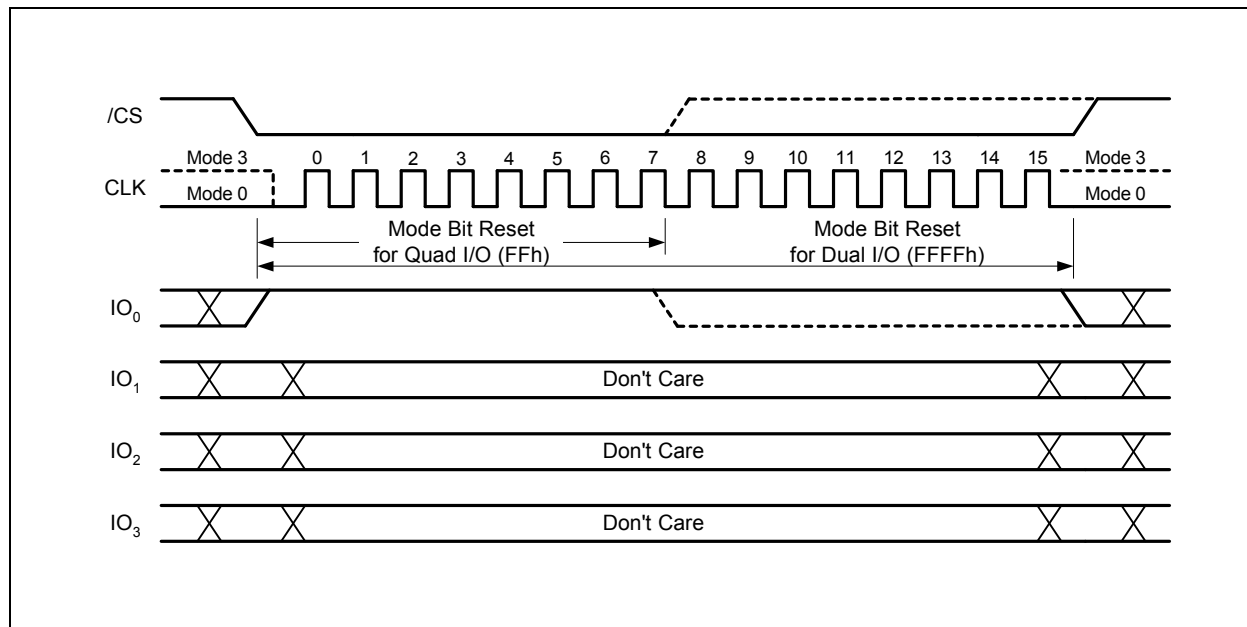 /CS
Mode 3 0 1 2 3 4 5 6 7 8 9 10 11 12 13 14 15 Mode 3
CLK
Mode 0 Mode 0
Mode Bit Reset Mode Bit Reset
for Quad I/O (FFh) for Dual I/O (FFFFh)
IO0
IO1 Don't Care
IO2 Don't Care
IO3 Don't Care